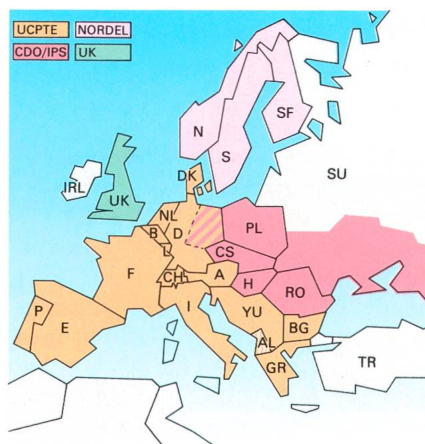 UCPTE NORDEL
CDO/IPS UK
N
S
SF
SU
IRL
UK
DK
NL
B
D
L
PL
CS
F
CH
A
H
RO
I
YU
BG
P
E
AL
GR
TR